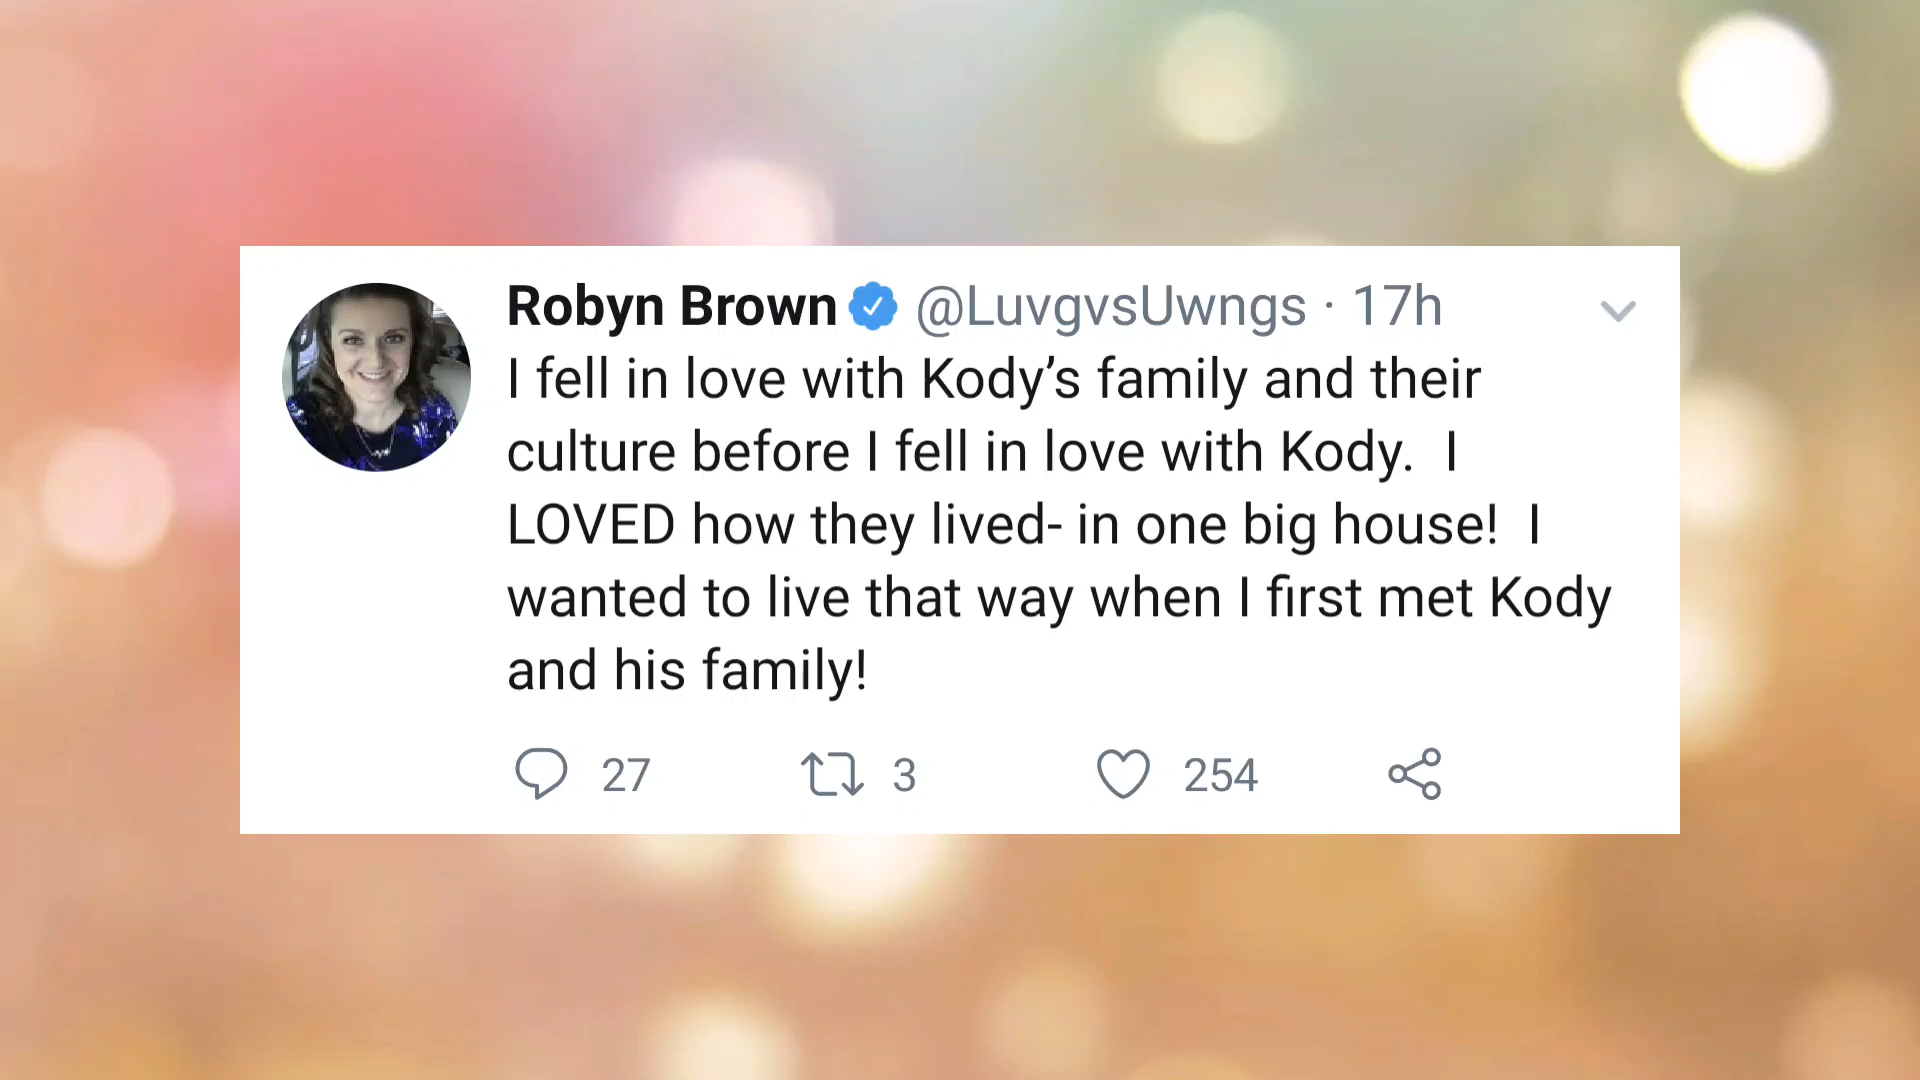 Robyn Brown @LuvgvsUwngs · 17h
I fell in love with Kody’s family and their
culture before I fell in love with Kody.  I
LOVED how they lived- in one big house!  I
wanted to live that way when I first met Kody
and his family!
27 3 254